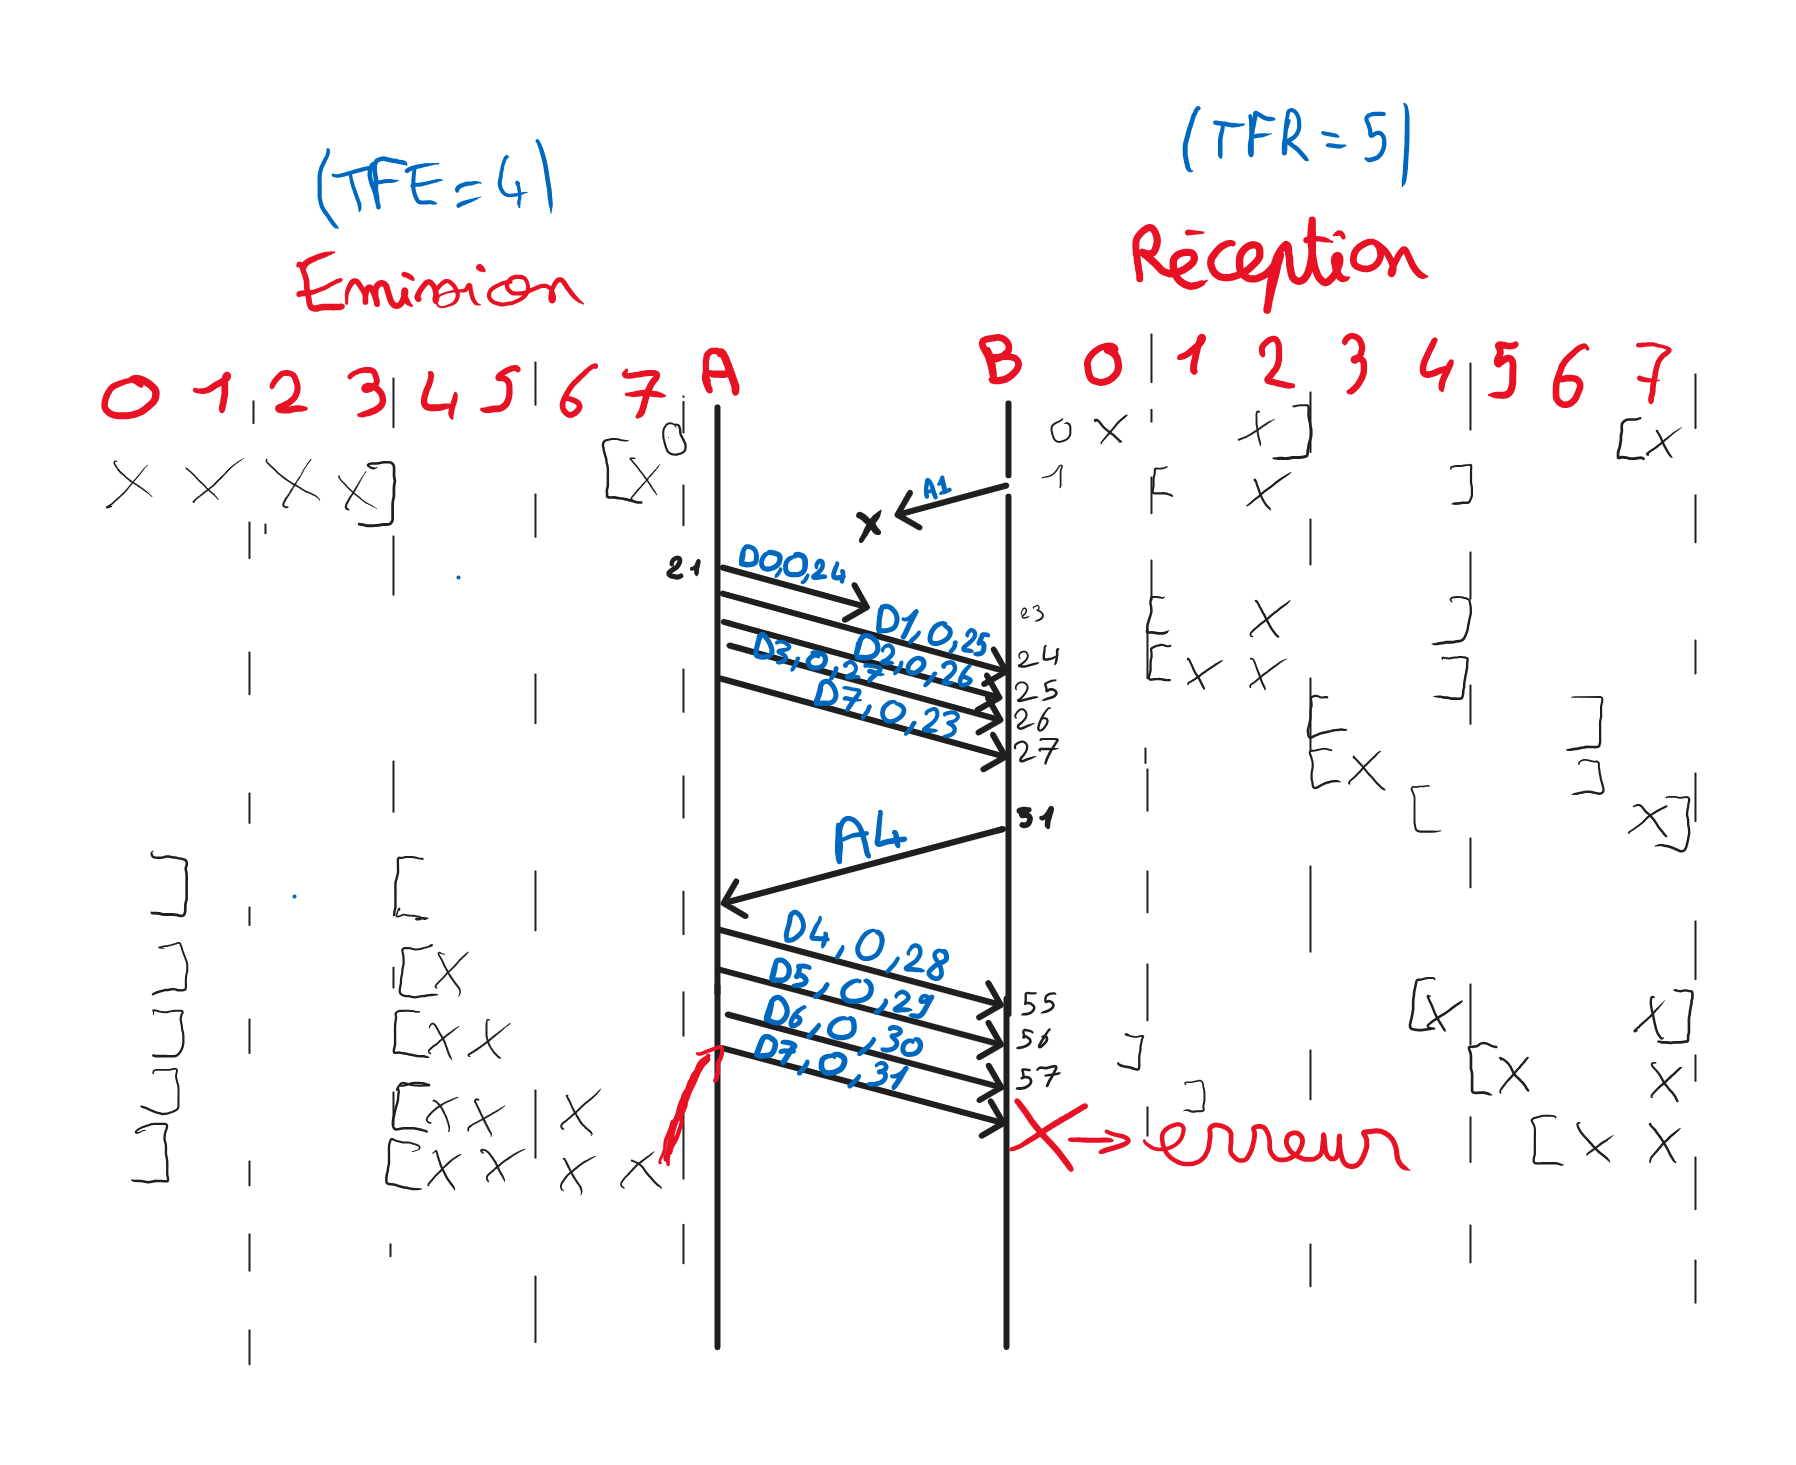 (TFE = 4)
(TFR = 5)
Emission
Réception
0 1 2 3 4 5 6 7 A
B 0 1 2 3 4 5 6 7
0
0
1
A1
21
D0,0,24
D1,0,25
D2,0,26
D3,0,27
D7,0,23
23
24
25
26
27
51
A4
D4,0,28
D5,0,29
D6,0,30
D7,0,31
55
56
57
erreur